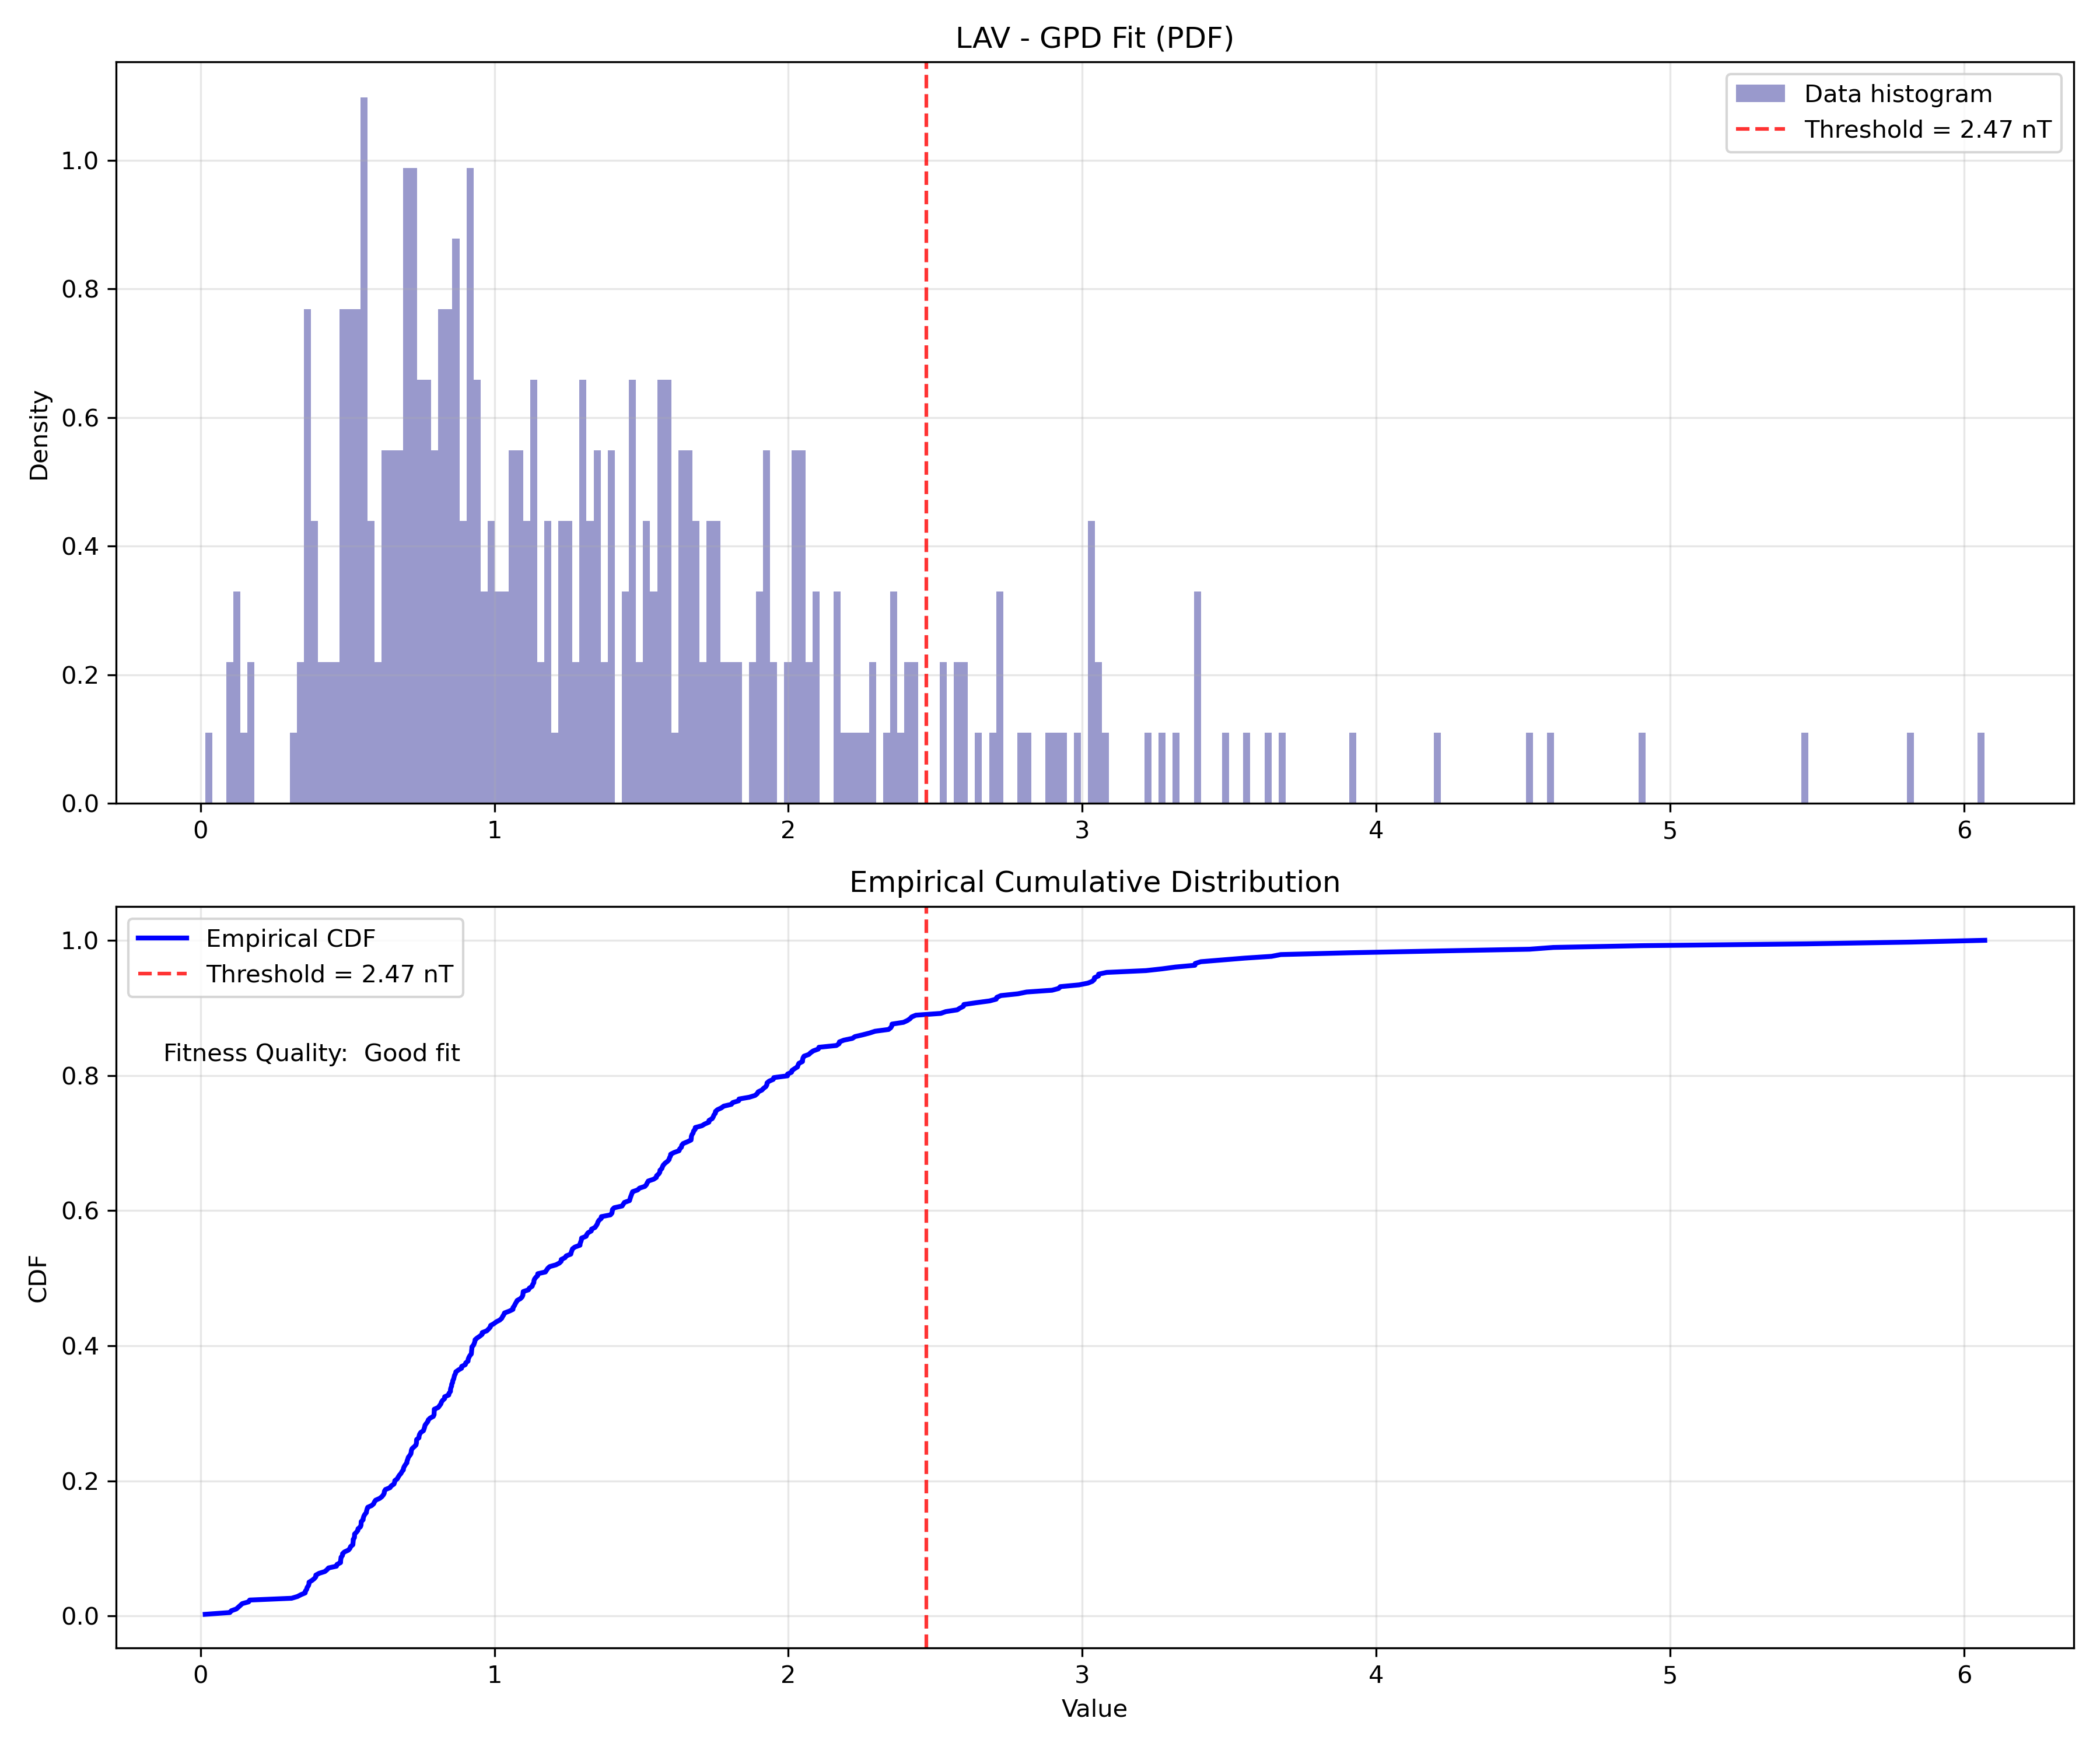 LAV - GPD Fit (PDF)
Data histogram
Threshold = 2.47 nT
Density
1.0
0.8
0.6
0.4
0.2
0.0
0 1 2 3 4 5 6
Empirical Cumulative Distribution
Empirical CDF
Threshold = 2.47 nT
Fitness Quality:  Good fit
CDF
1.0
0.8
0.6
0.4
0.2
0.0
0 1 2 3 4 5 6
Value